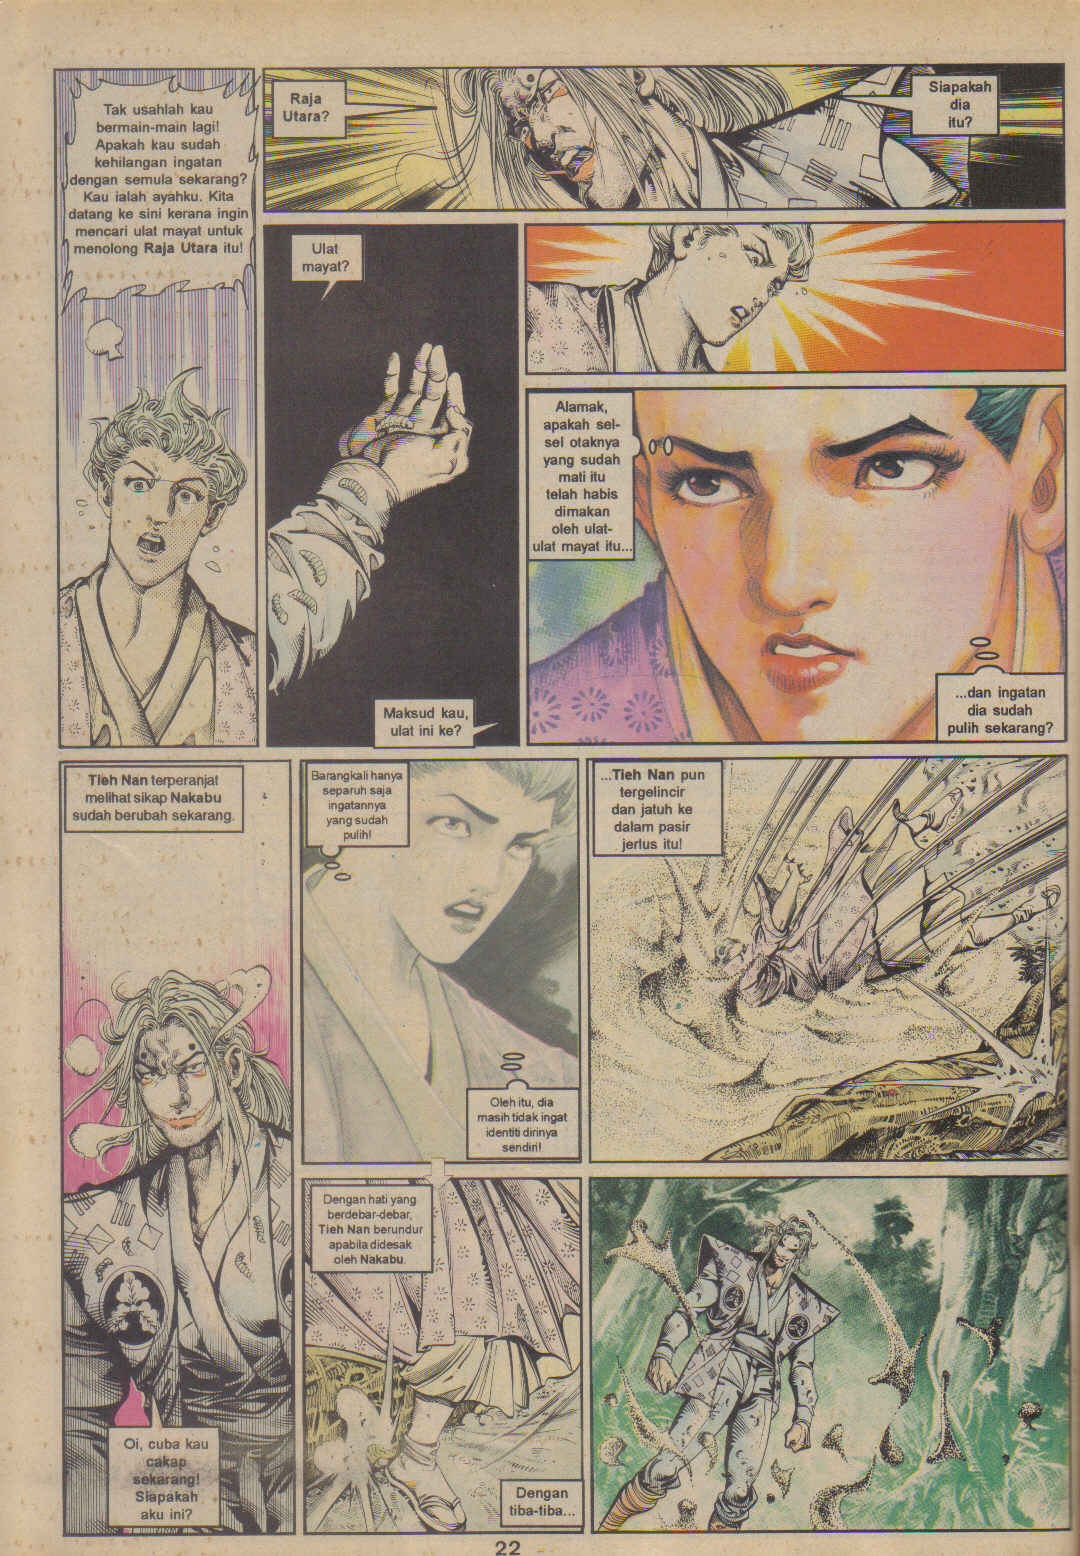 Tak usahlah kau
bermain-main lagi!
Apakah kau sudah
kehilangan ingatan
dengan semula sekarang?
Kau ialah ayahku. Kita
datang ke sini kerana ingin
mencari ulat mayat untuk
menolong Raja Utara itu!
Raja
Utara?
Siapakah
dia
itu?
Ulat
mayat?
Maksud kau,
ulat ini ke?
Alamak,
apakah sel-
sel otaknya
yang sudah
mati itu
telah habis
dimakan
oleh ulat-
ulat mayat itu...
...dan ingatan
dia sudah
pulih sekarang?
Tieh Nan terperanjat
melihat sikap Nakabu
sudah berubah sekarang.
Oi, cuba kau
cakap
sekarang!
Siapakah
aku ini?
Barangkali hanya
separuh saja
ingatannya
yang sudah
pulih!
Oleh itu, dia
masih tidak ingat
identiti dirinya
sendiri!
Dengan hati yang
berdebar-debar,
Tieh Nan berundur
apabila didesak
oleh Nakabu.
Dengan
tiba-tiba...
...Tieh Nan pun
tergelincir
dan jatuh ke
dalam pasir
jerlus itu!
22